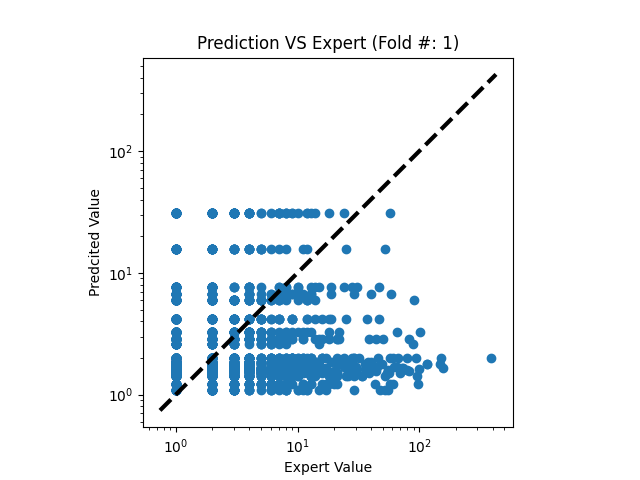 Prediction VS Expert (Fold #: 1)
10²
10¹
10⁰
Predcited Value
10⁰ 10¹ 10²
Expert Value